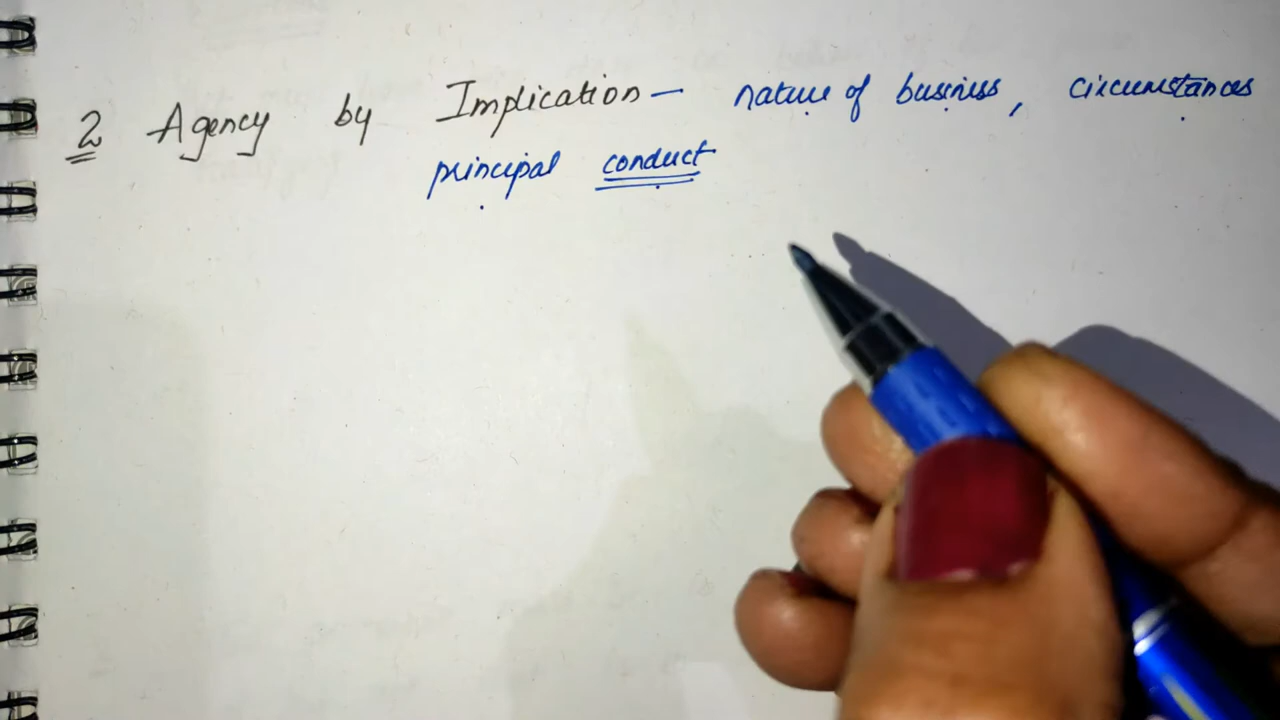 2 Agency by Implication - nature of business, circumstances
principal conduct